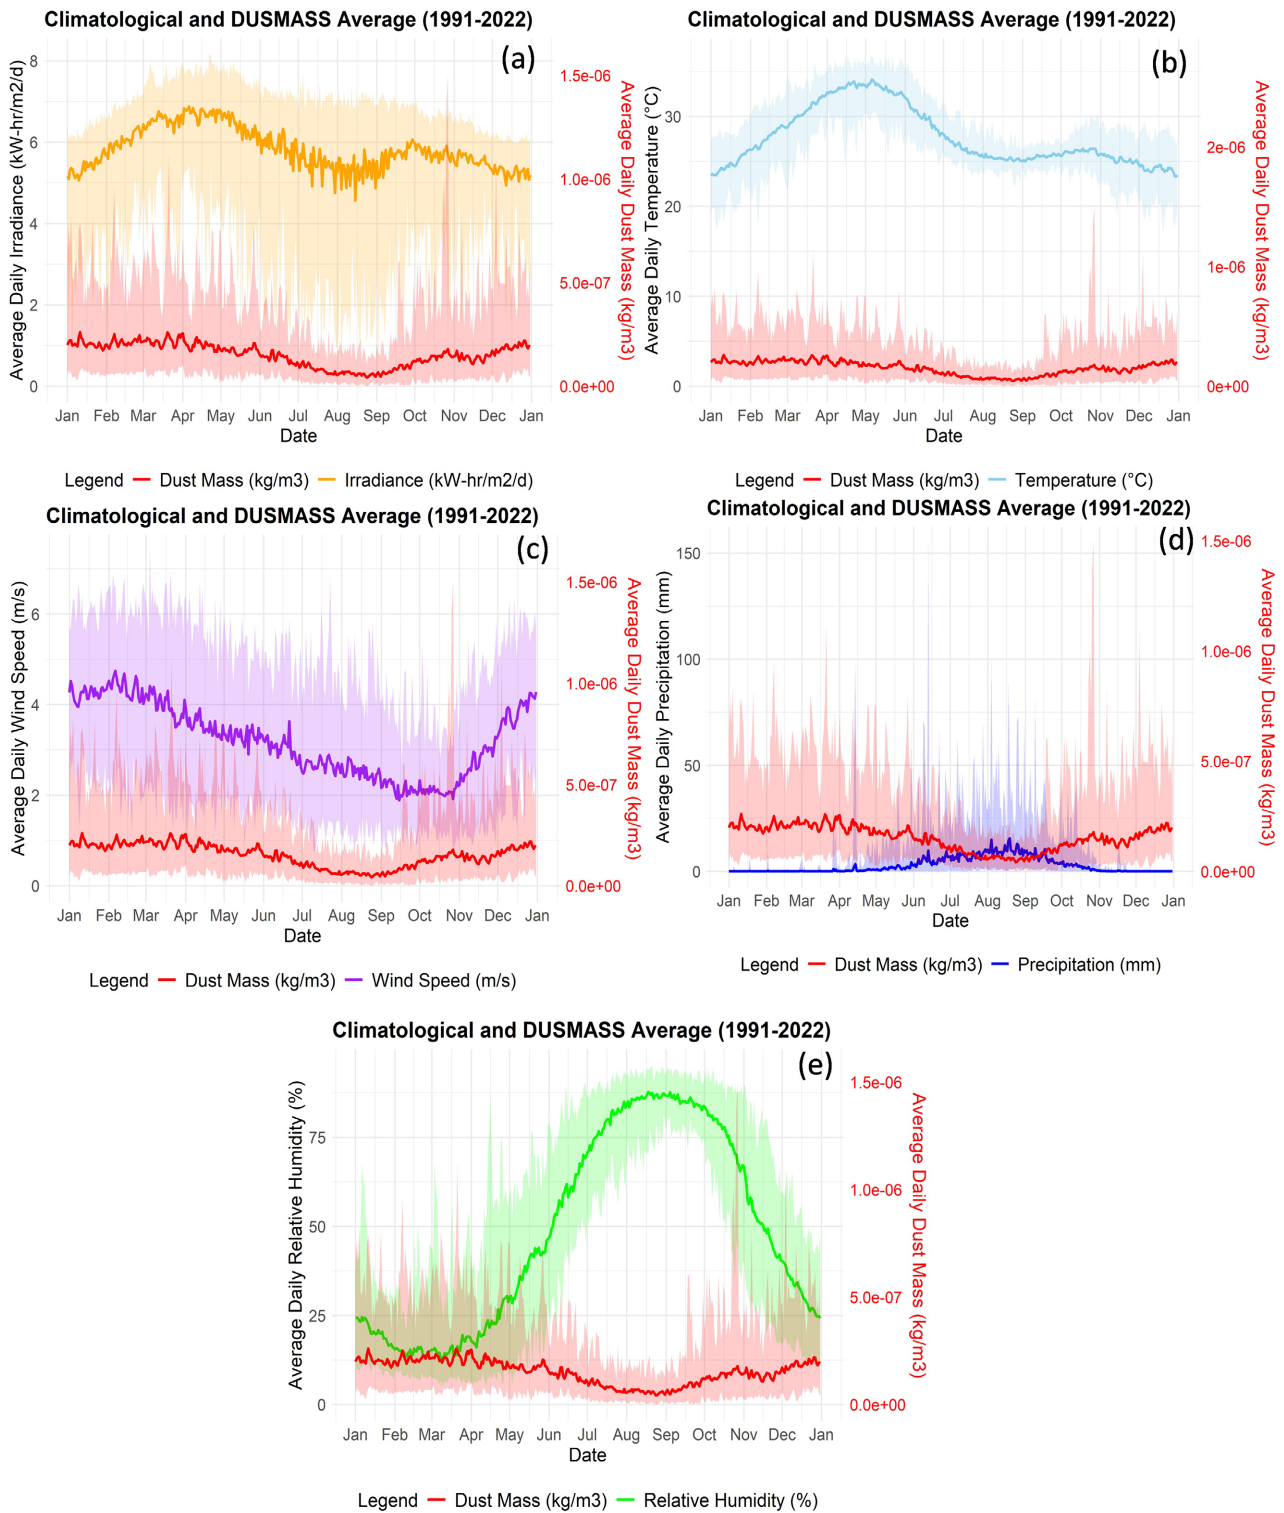 Climatological and DUSMASS Average (1991-2022)
(a)
Average Daily Irradiance (kW-hr/m2/d)
8
6
4
2
0
1.5e-06
1.0e-06
5.0e-07
0.0e+00
Average Daily Dust Mass (kg/m3)
Jan Feb Mar Apr May Jun Jul Aug Sep Oct Nov Dec Jan
Date
Legend Dust Mass (kg/m3) Irradiance (kW-hr/m2/d)
Climatological and DUSMASS Average (1991-2022)
(b)
Average Daily Temperature (°C)
30
20
10
0
2e-06
1e-06
0e+00
Average Daily Dust Mass (kg/m3)
Jan Feb Mar Apr May Jun Jul Aug Sep Oct Nov Dec Jan
Date
Legend Dust Mass (kg/m3) Temperature (°C)
Climatological and DUSMASS Average (1991-2022)
(c)
Average Daily Wind Speed (m/s)
6
4
2
0
1.5e-06
1.0e-06
5.0e-07
0.0e+00
Average Daily Dust Mass (kg/m3)
Jan Feb Mar Apr May Jun Jul Aug Sep Oct Nov Dec Jan
Date
Legend Dust Mass (kg/m3) Wind Speed (m/s)
Climatological and DUSMASS Average (1991-2022)
(d)
Average Daily Precipitation (mm)
150
100
50
0
1.5e-06
1.0e-06
5.0e-07
0.0e+00
Average Daily Dust Mass (kg/m3)
Jan Feb Mar Apr May Jun Jul Aug Sep Oct Nov Dec Jan
Date
Legend Dust Mass (kg/m3) Precipitation (mm)
Climatological and DUSMASS Average (1991-2022)
(e)
Average Daily Relative Humidity (%)
75
50
25
0
1.5e-06
1.0e-06
5.0e-07
0.0e+00
Average Daily Dust Mass (kg/m3)
Jan Feb Mar Apr May Jun Jul Aug Sep Oct Nov Dec Jan
Date
Legend Dust Mass (kg/m3) Relative Humidity (%)